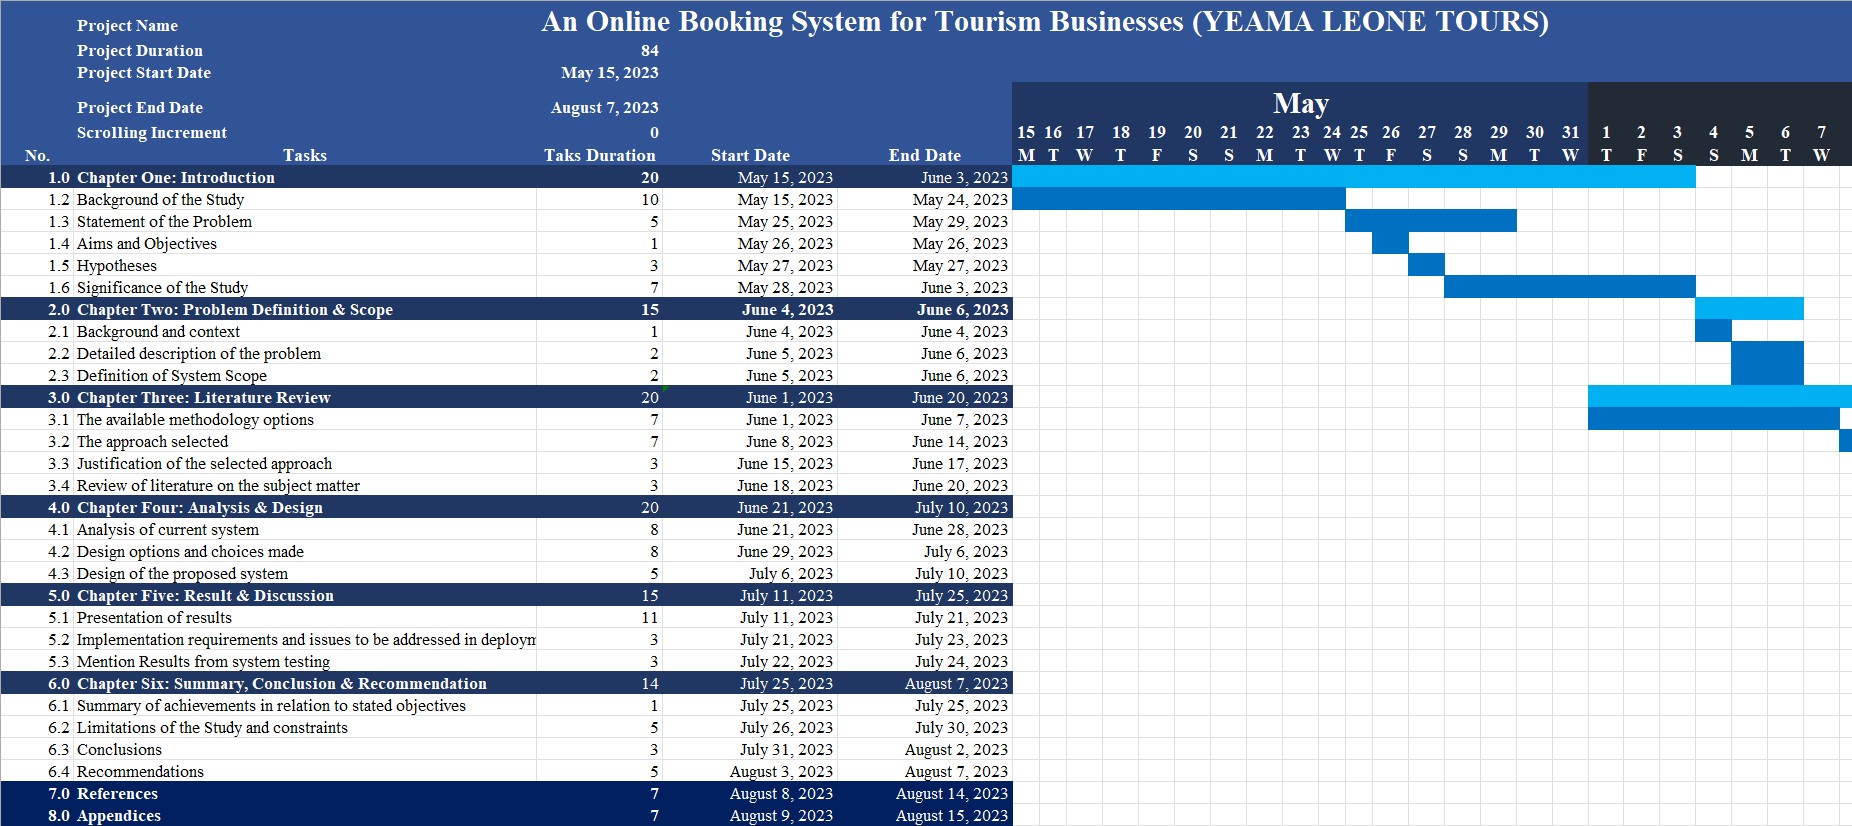 Project Name An Online Booking System for Tourism Businesses (YEAMA LEONE TOURS)
Project Duration 84
Project Start Date May 15, 2023
Project End Date August 7, 2023 May
Scrolling Increment 0 15 16 17 18 19 20 21 22 23 24 25 26 27 28 29 30 31 1 2 3 4 5 6 7
No. Tasks Taks Duration Start Date End Date M T W T F S S M T W T F S S M T W T F S S M T W
1.0 Chapter One: Introduction 20 May 15, 2023 June 3, 2023
1.2 Background of the Study 10 May 15, 2023 May 24, 2023
1.3 Statement of the Problem 5 May 25, 2023 May 29, 2023
1.4 Aims and Objectives 1 May 26, 2023 May 26, 2023
1.5 Hypotheses 3 May 27, 2023 May 27, 2023
1.6 Significance of the Study 7 May 28, 2023 June 3, 2023
2.0 Chapter Two: Problem Definition & Scope 15 June 4, 2023 June 6, 2023
2.1 Background and context 1 June 4, 2023 June 4, 2023
2.2 Detailed description of the problem 2 June 5, 2023 June 6, 2023
2.3 Definition of System Scope 2 June 5, 2023 June 6, 2023
3.0 Chapter Three: Literature Review 20 June 1, 2023 June 20, 2023
3.1 The available methodology options 7 June 1, 2023 June 7, 2023
3.2 The approach selected 7 June 8, 2023 June 14, 2023
3.3 Justification of the selected approach 3 June 15, 2023 June 17, 2023
3.4 Review of literature on the subject matter 3 June 18, 2023 June 20, 2023
4.0 Chapter Four: Analysis & Design 20 June 21, 2023 July 10, 2023
4.1 Analysis of current system 8 June 21, 2023 June 28, 2023
4.2 Design options and choices made 8 June 29, 2023 July 6, 2023
4.3 Design of the proposed system 5 July 6, 2023 July 10, 2023
5.0 Chapter Five: Result & Discussion 15 July 11, 2023 July 25, 2023
5.1 Presentation of results 11 July 11, 2023 July 21, 2023
5.2 Implementation requirements and issues to be addressed in deploym 3 July 21, 2023 July 23, 2023
5.3 Mention Results from system testing 3 July 22, 2023 July 24, 2023
6.0 Chapter Six: Summary, Conclusion & Recommendation 14 July 25, 2023 August 7, 2023
6.1 Summary of achievements in relation to stated objectives 1 July 25, 2023 July 25, 2023
6.2 Limitations of the Study and constraints 5 July 26, 2023 July 30, 2023
6.3 Conclusions 3 July 31, 2023 August 2, 2023
6.4 Recommendations 5 August 3, 2023 August 7, 2023
7.0 References 7 August 8, 2023 August 14, 2023
8.0 Appendices 7 August 9, 2023 August 15, 2023